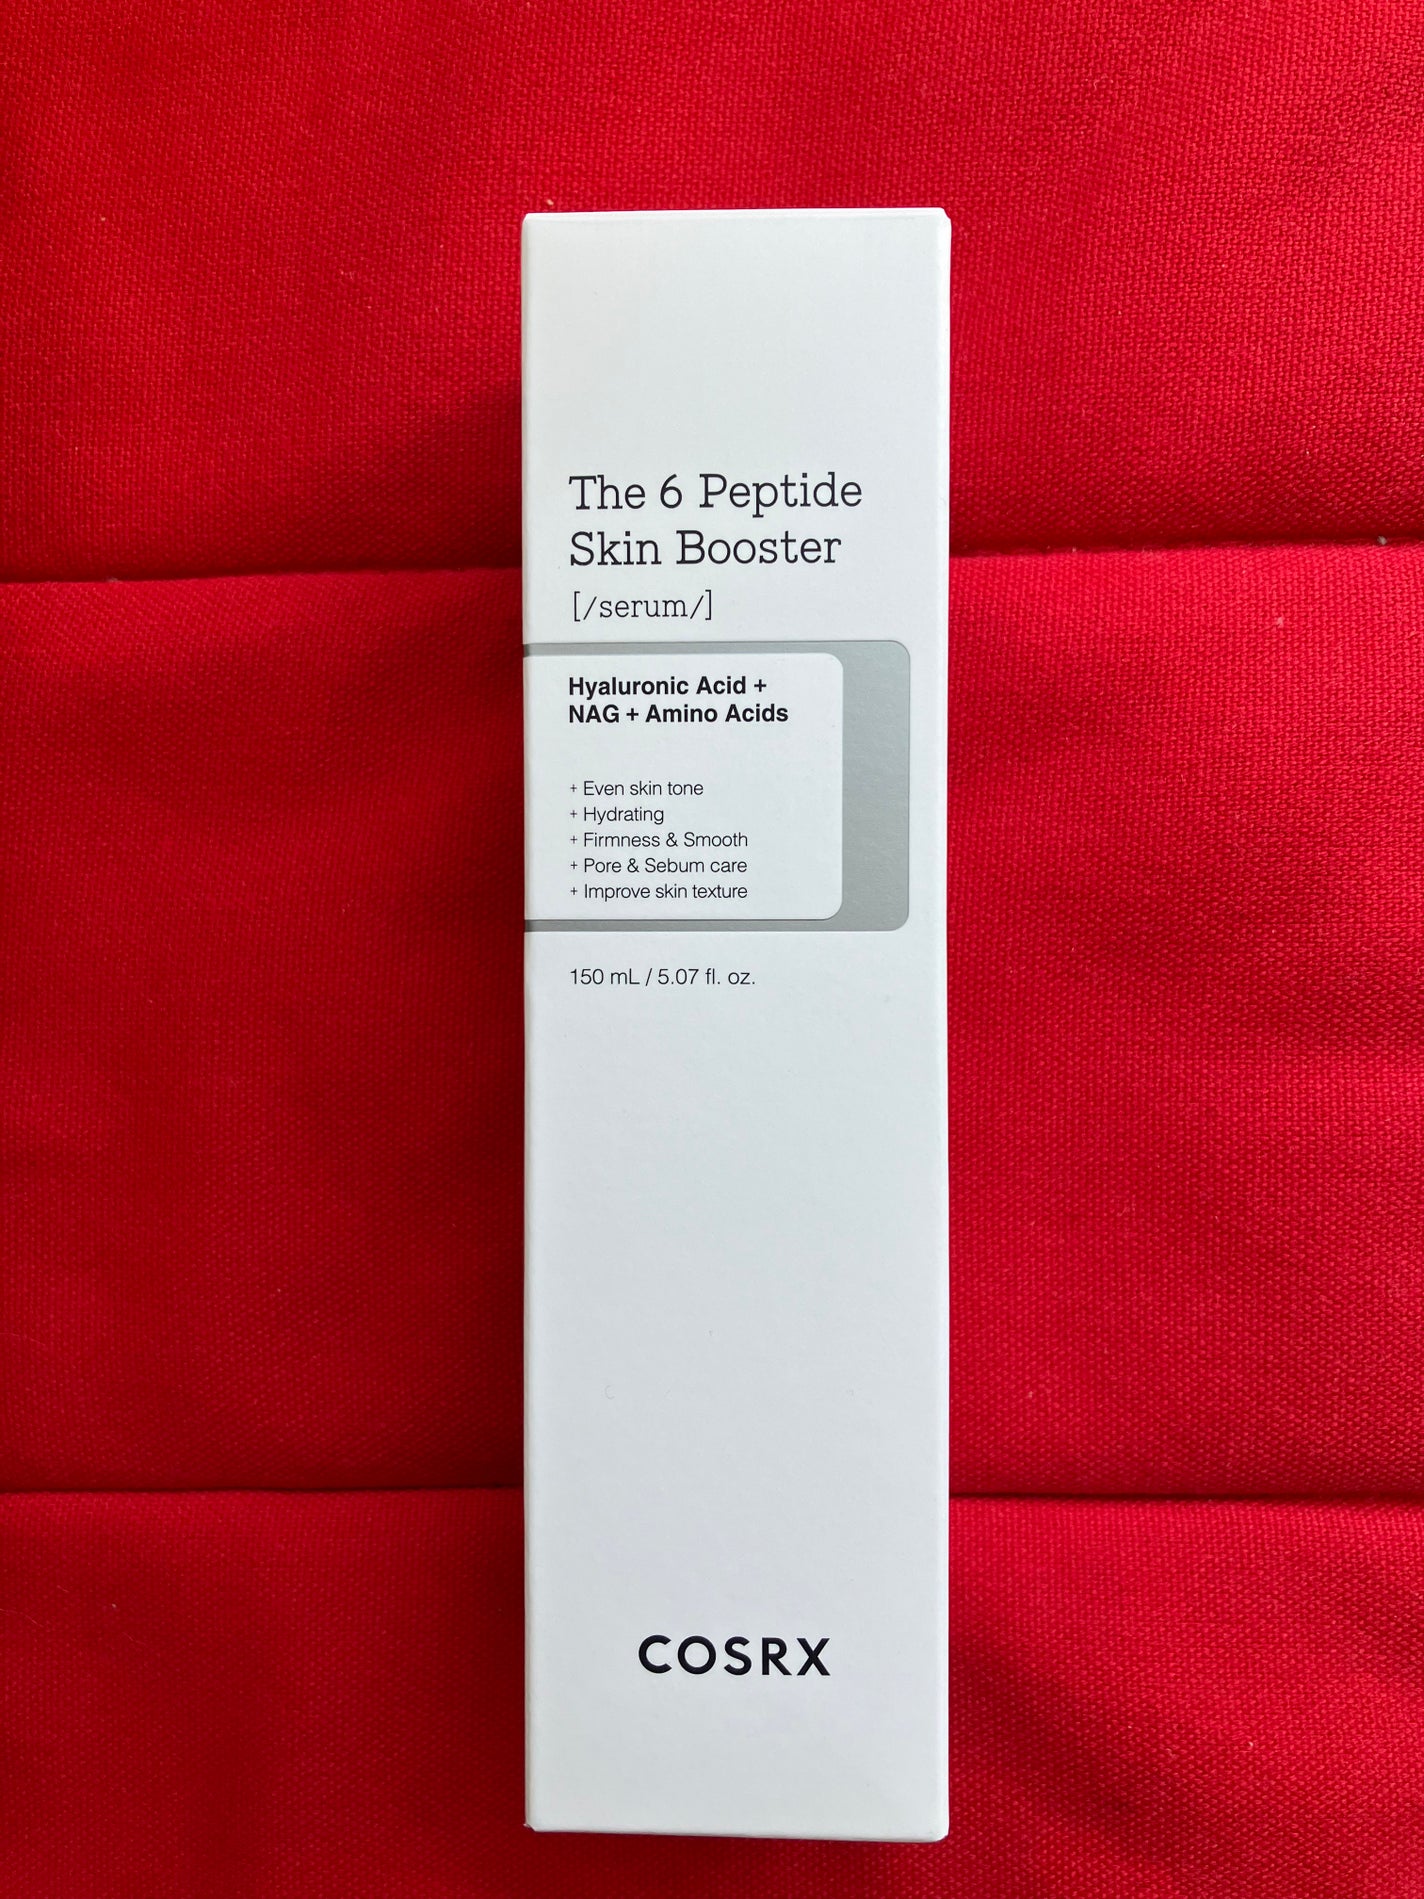 The 6 Peptide
Skin Booster
[/serum/]
Hyaluronic Acid +
NAG + Amino Acids
+ Even skin tone
+ Hydrating
+ Firmness & Smooth
+ Pore & Sebum care
+ Improve skin texture
150 mL / 5.07 fl. oz.
COSRX